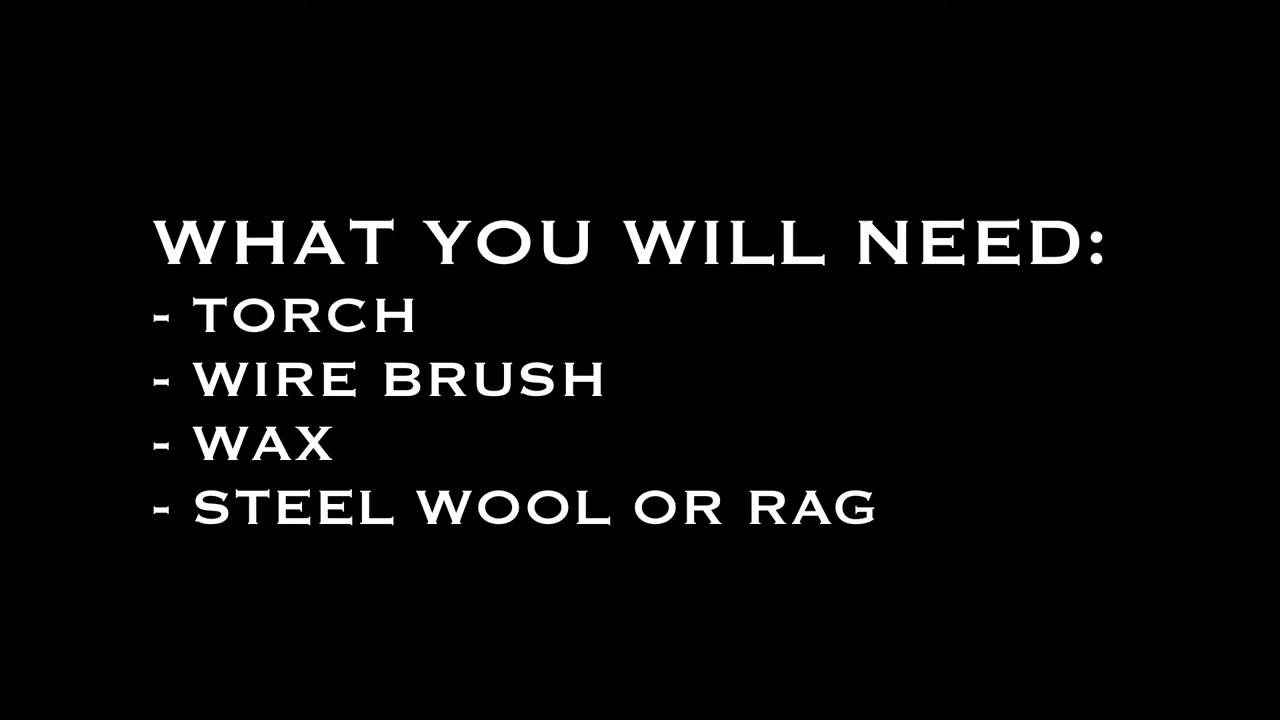 WHAT YOU WILL NEED:
- TORCH
- WIRE BRUSH
- WAX
- STEEL WOOL OR RAG